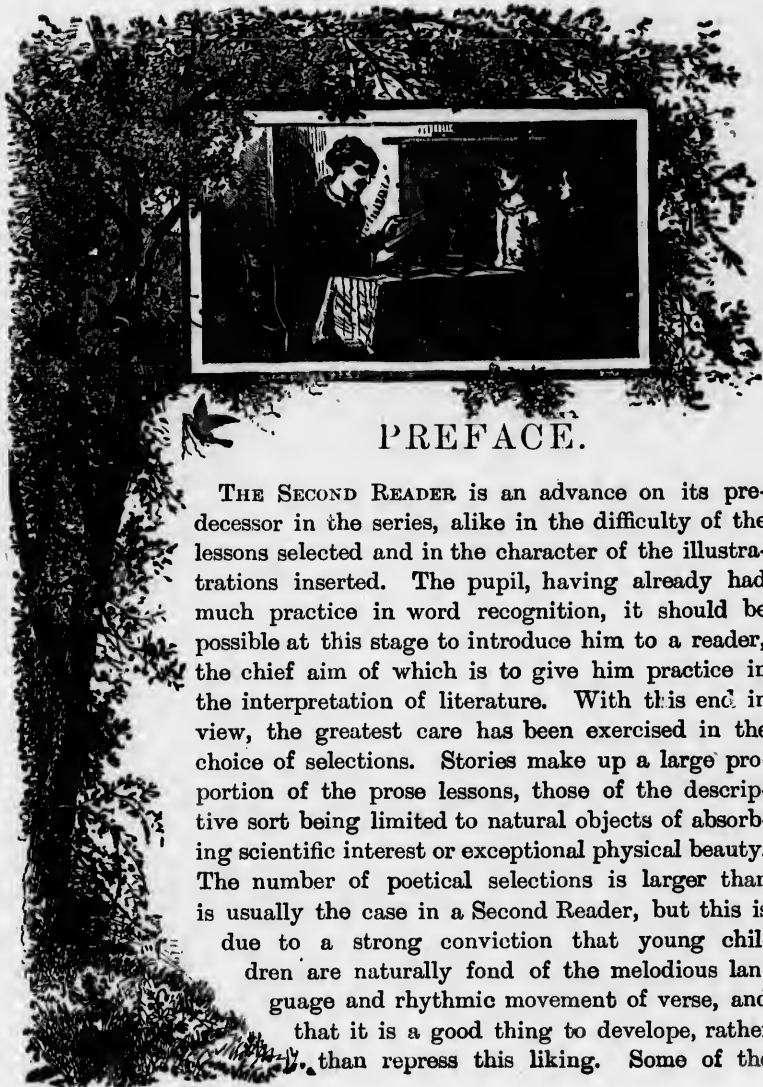 PREFACE.
THE SECOND READER is an advance on its pre-
decessor in the series, alike in the difficulty of the
lessons selected and in the character of the illustra-
trations inserted. The pupil, having already had
much practice in word recognition, it should be
possible at this stage to introduce him to a reader,
the chief aim of which is to give him practice in
the interpretation of literature. With this end in
view, the greatest care has been exercised in the
choice of selections. Stories make up a large pro-
portion of the prose lessons, those of the descrip-
tive sort being limited to natural objects of absorb-
ing scientific interest or exceptional physical beauty.
The number of poetical selections is larger than
is usually the case in a Second Reader, but this is
due to a strong conviction that young chil-
dren are naturally fond of the melodious lan-
guage and rhythmic movement of verse, and
that it is a good thing to develop, rather
than repress this liking. Some of the